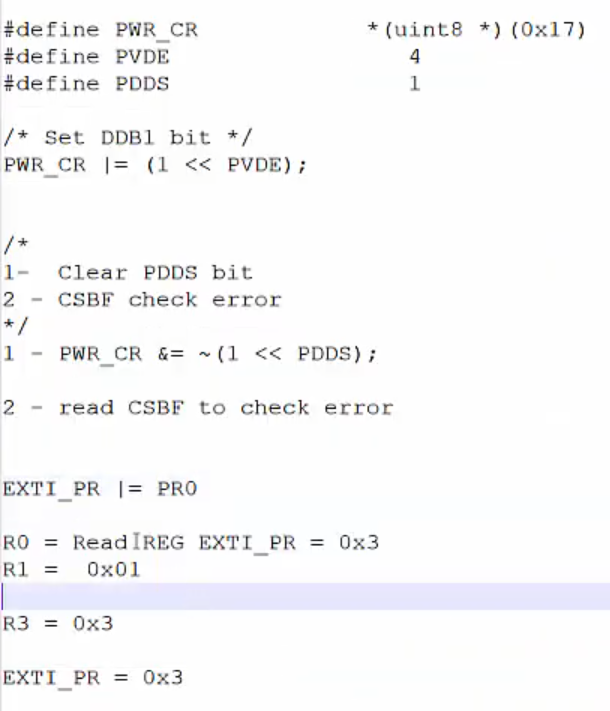 #define PWR_CR *(uint8 *)(0x17)
#define PVDE 4
#define PDDS 1
/* Set DDB1 bit */
PWR_CR |= (1 << PVDE);
/*
1- Clear PDDS bit
2 - CSBF check error
*/
1 - PWR_CR &= ~(1 << PDDS);
2 - read CSBF to check error
EXTI_PR |= PR0
R0 = Read REG EXTI_PR = 0x3
R1 = 0x01
R3 = 0x3
EXTI_PR = 0x3